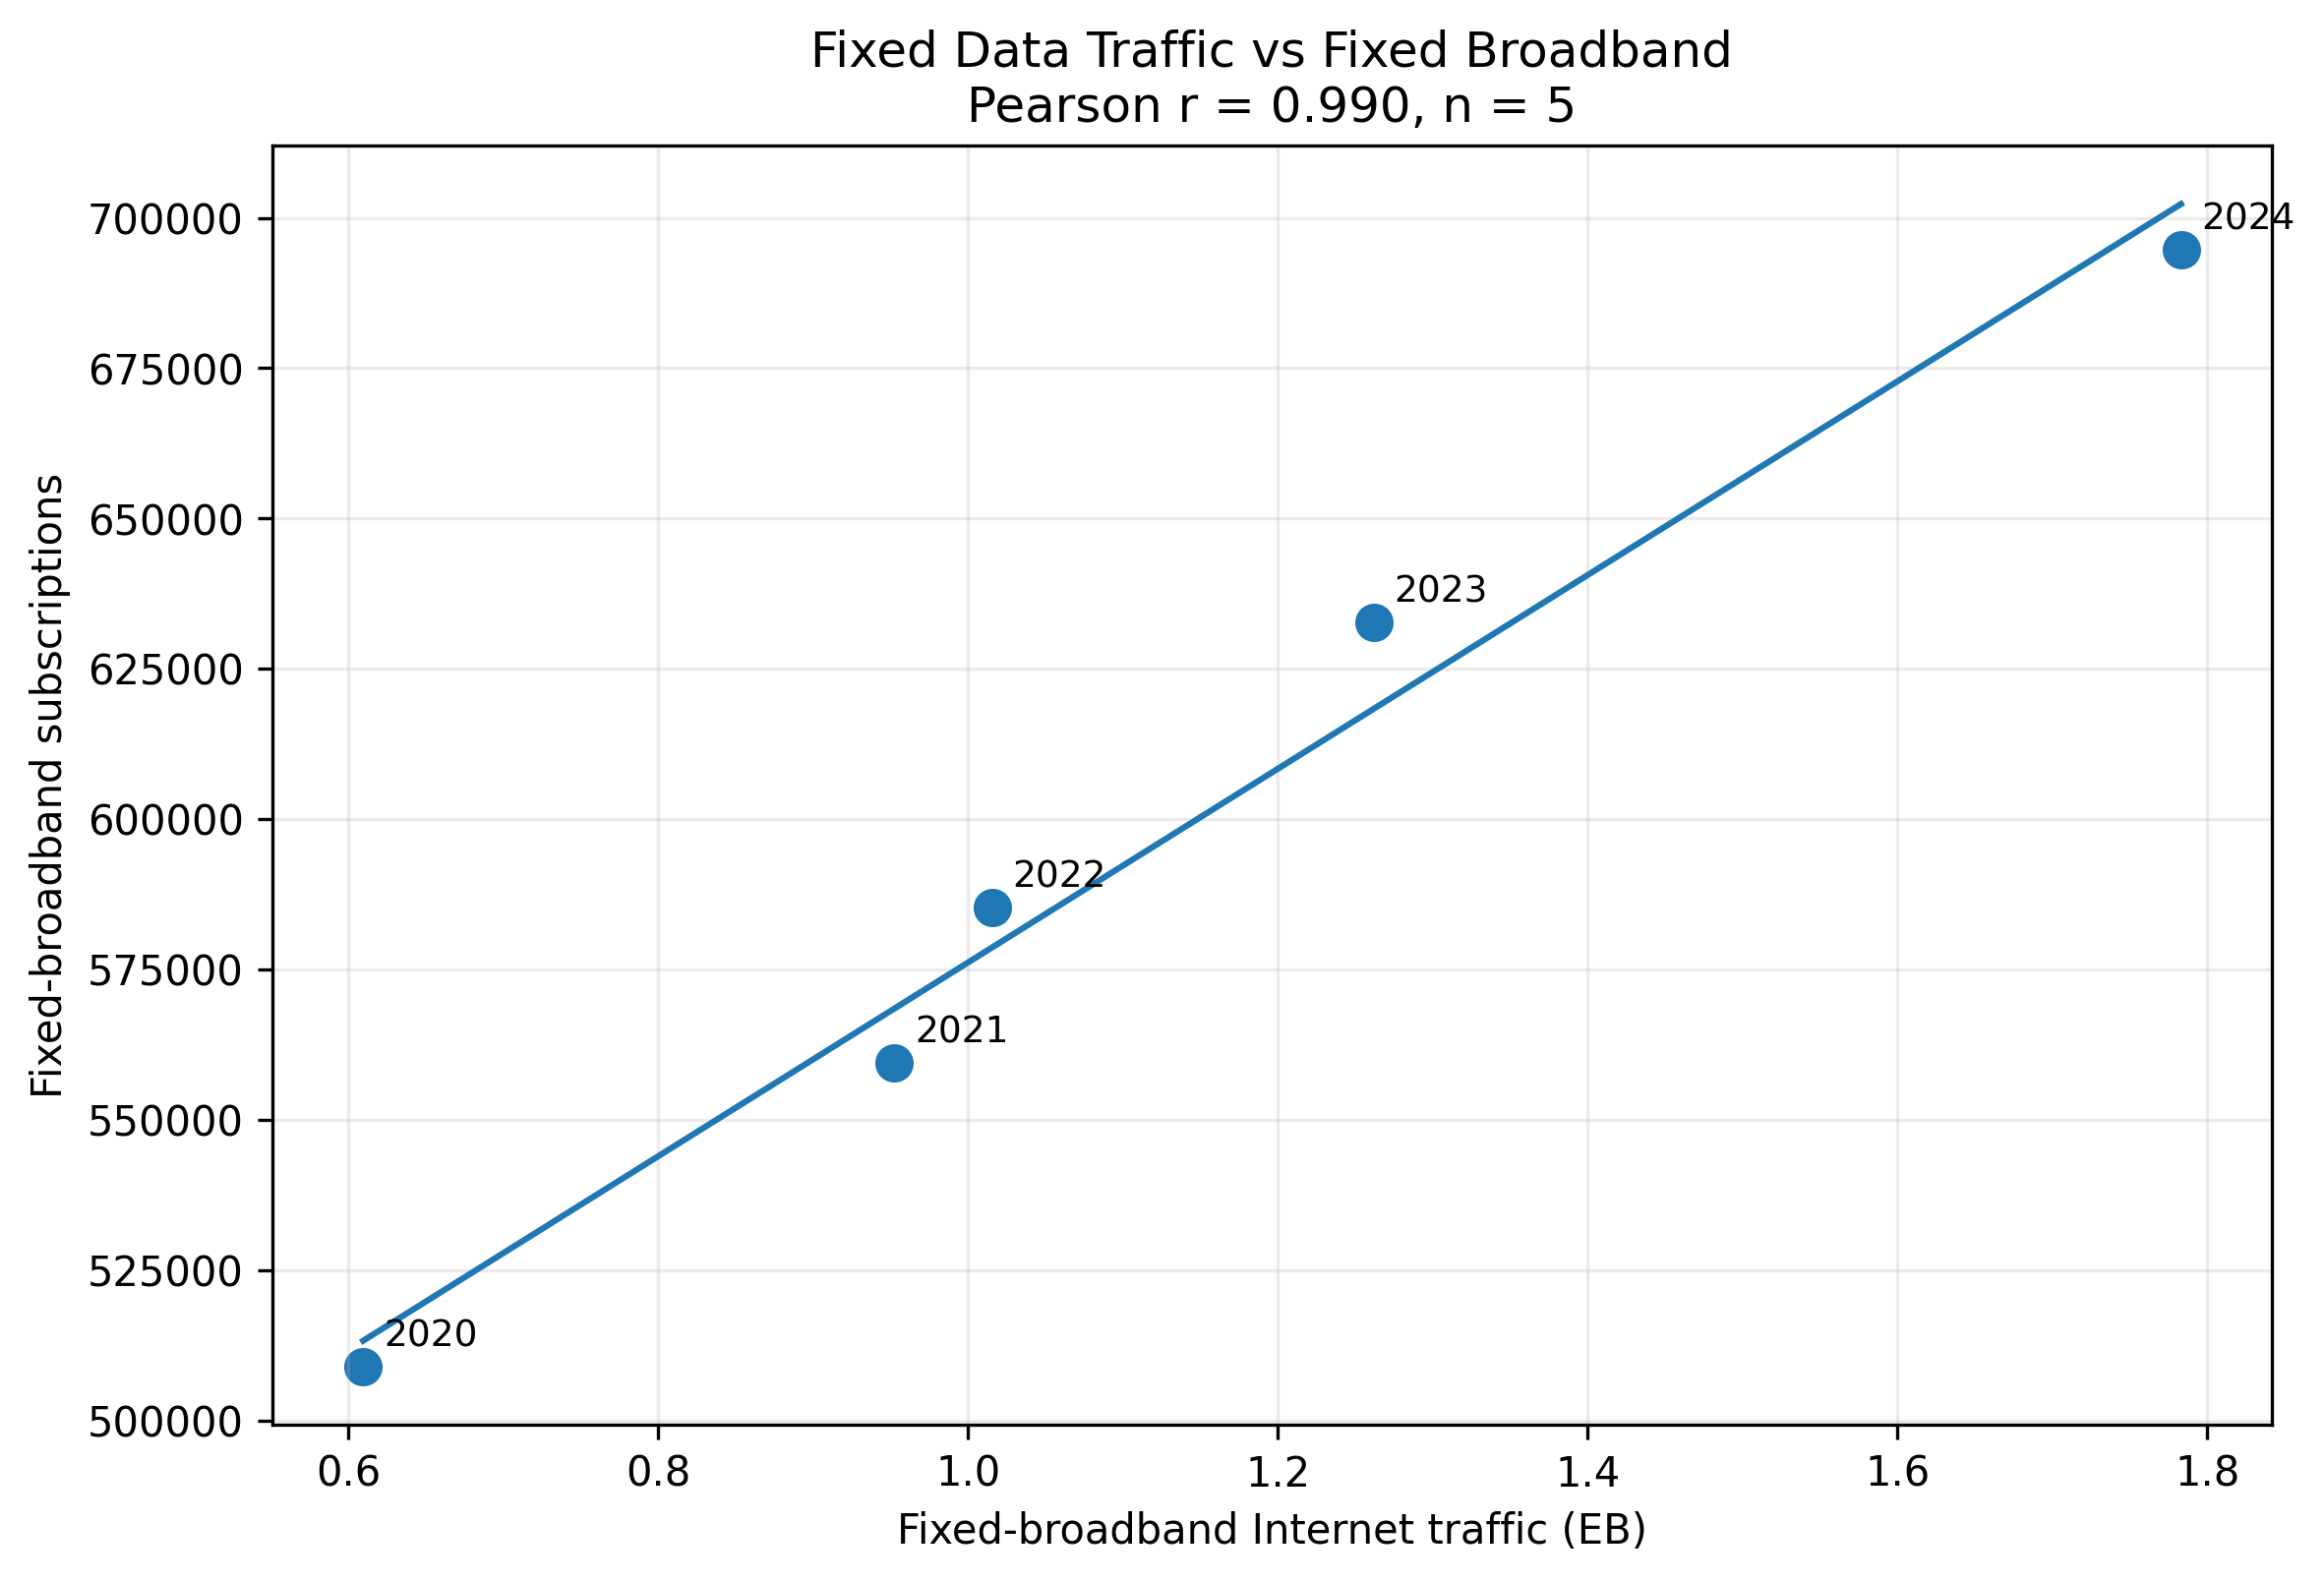 Fixed Data Traffic vs Fixed Broadband
Pearson r = 0.990, n = 5
Fixed-broadband subscriptions
700000
675000
650000
625000
600000
575000
550000
525000
500000
2024
2023
2022
2021
2020
0.6 0.8 1.0 1.2 1.4 1.6 1.8
Fixed-broadband Internet traffic (EB)